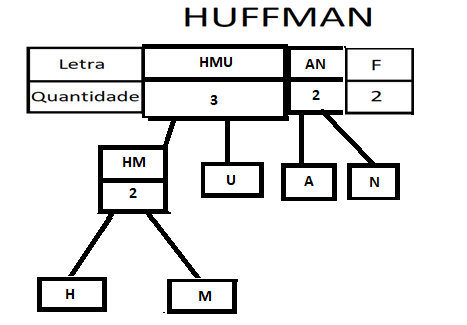 HUFFMAN
Letra HMU AN F
Quantidade 3 2 2
HM
2
U A N
H M